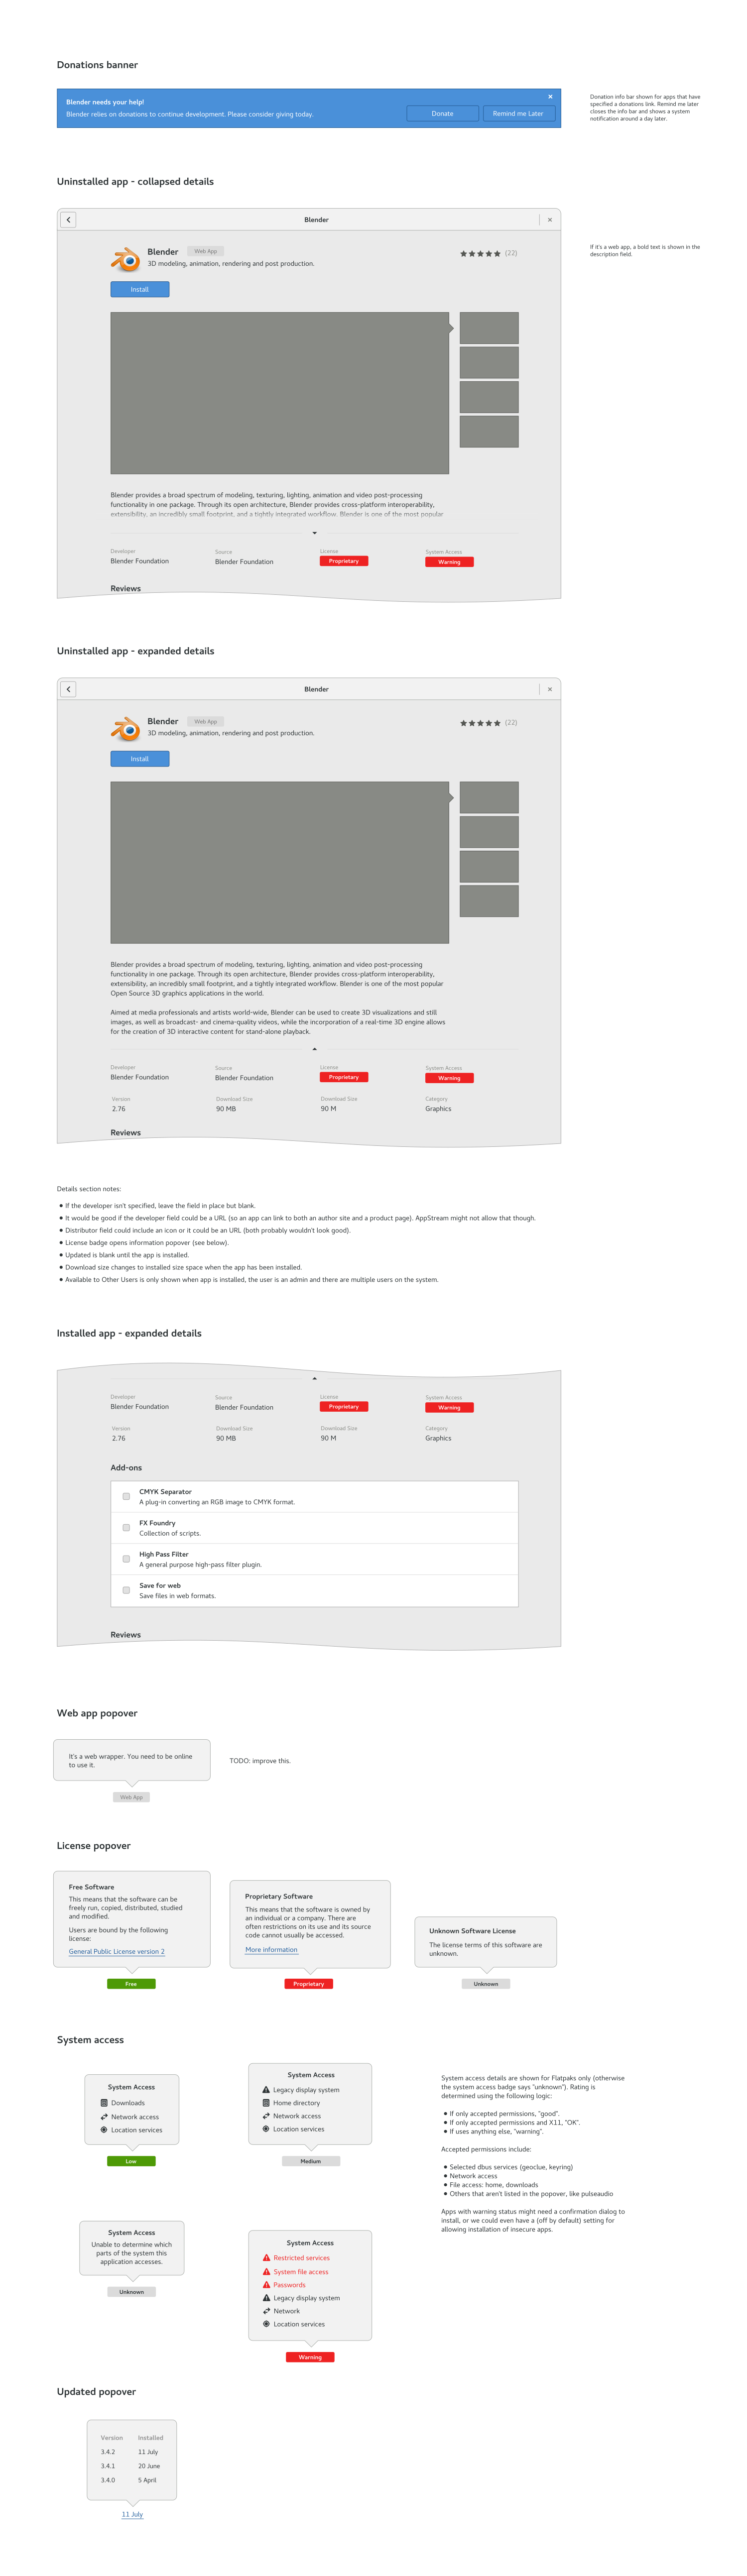 Donations banner
Blender needs your help!
Blender relies on donations to continue development. Please consider giving today.
Donate
Remind me Later
Donation info bar shown for apps that have
specified a donations link. Remind me later
closes the info bar and shows a system
notification around a day later.
Uninstalled app - collapsed details
Blender
Blender
Web App
3D modeling, animation, rendering and post production.
(22)
Install
If it's a web app, a bold text is shown in the
description field.
Blender provides a broad spectrum of modeling, texturing, lighting, animation and video post-processing
functionality in one package. Through its open architecture, Blender provides cross-platform interoperability,
extensibility, an incredibly small footprint, and a tightly integrated workflow. Blender is one of the most popular
Developer
Source
License
System Access
Blender Foundation
Blender Foundation
Proprietary
Warning
Reviews
Uninstalled app - expanded details
Blender
Blender
Web App
3D modeling, animation, rendering and post production.
(22)
Install
Blender provides a broad spectrum of modeling, texturing, lighting, animation and video post-processing
functionality in one package. Through its open architecture, Blender provides cross-platform interoperability,
extensibility, an incredibly small footprint, and a tightly integrated workflow. Blender is one of the most popular
Open Source 3D graphics applications in the world.
Aimed at media professionals and artists world-wide, Blender can be used to create 3D visualizations and still
images, as well as broadcast- and cinema-quality videos, while the incorporation of a real-time 3D engine allows
for the creation of 3D interactive content for stand-alone playback.
Developer
Source
License
System Access
Blender Foundation
Blender Foundation
Proprietary
Warning
Version
Download Size
Download Size
Category
2.76
90 MB
90 M
Graphics
Reviews
Details section notes:
• If the developer isn't specified, leave the field in place but blank.
• It would be good if the developer field could be a URL (so an app can link to both an author site and a product page). AppStream might not allow that though.
• Distributor field could include an icon or it could be an URL (both probably wouldn't look good).
• License badge opens information popover (see below).
• Updated is blank until the app is installed.
• Download size changes to installed size space when the app has been installed.
• Available to Other Users is only shown when app is installed, the user is an admin and there are multiple users on the system.
Installed app - expanded details
Developer
Source
License
System Access
Blender Foundation
Blender Foundation
Proprietary
Warning
Version
Download Size
Download Size
Category
2.76
90 MB
90 M
Graphics
Add-ons
CMYK Separator
A plug-in converting an RGB image to CMYK format.
FX Foundry
Collection of scripts.
High Pass Filter
A general purpose high-pass filter plugin.
Save for web
Save files in web formats.
Reviews
Web app popover
It's a web wrapper. You need to be online
to use it.
Web App
TODO: improve this.
License popover
Free Software
This means that the software can be
freely run, copied, distributed, studied
and modified.
Users are bound by the following
license:
General Public License version 2
Free
Proprietary Software
This means that the software is owned by
an individual or a company. There are
often restrictions on its use and its source
code cannot usually be accessed.
More information
Proprietary
Unknown Software License
The license terms of this software are
unknown.
Unknown
System access
System Access
Downloads
Network access
Location services
Low
System Access
Legacy display system
Home directory
Network access
Location services
Medium
System access details are shown for Flatpaks only (otherwise
the system access badge says "unknown"). Rating is
determined using the following logic:
• If only accepted permissions, "good".
• If only accepted permissions and X11, "OK".
• If uses anything else, "warning".
Accepted permissions include:
• Selected dbus services (geoclue, keyring)
• Network access
• File access: home, downloads
• Others that aren't listed in the popover, like pulseaudio
Apps with warning status might need a confirmation dialog to
install, or we could even have a (off by default) setting for
allowing installation of insecure apps.
System Access
Unable to determine which
parts of the system this
application accesses.
Unknown
System Access
Restricted services
System file access
Passwords
Legacy display system
Network
Location services
Warning
Updated popover
Version Installed
3.4.2 11 July
3.4.1 20 June
3.4.0 5 April
11 July